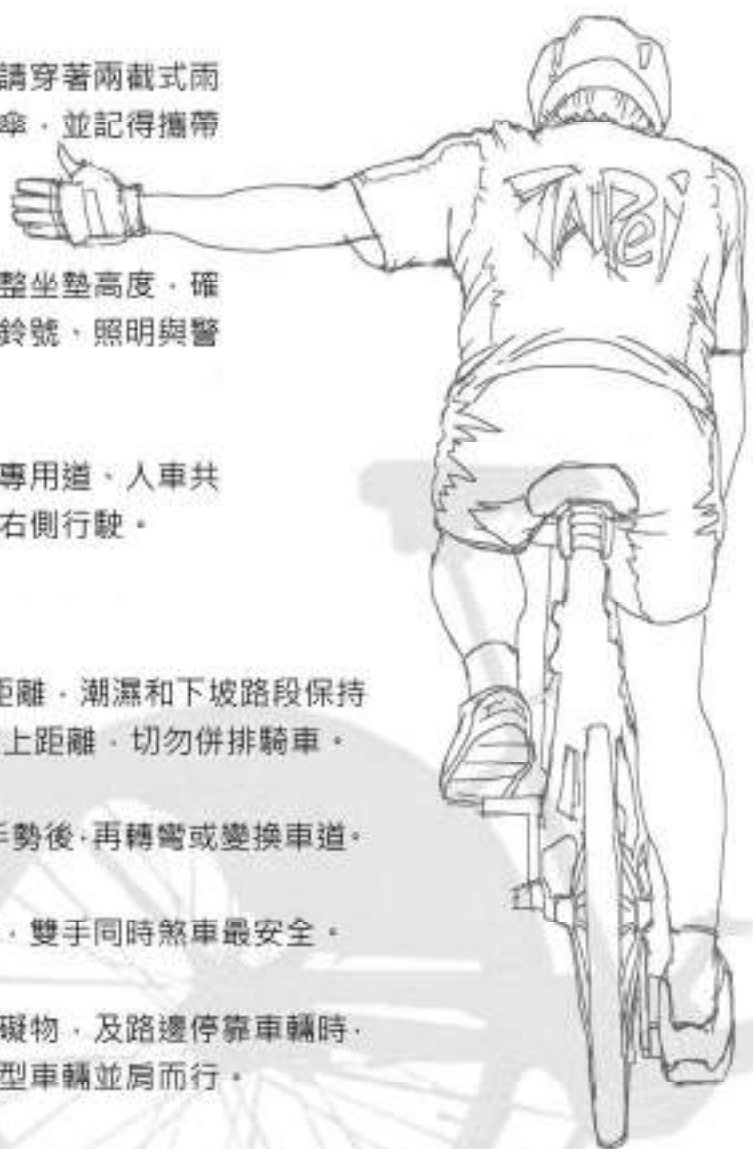 請穿著兩截式雨
傘，並記得攜帶
TAIPEI
整坐墊高度，確
鈴號、照明與警
專用道、人車共
右側行駛。
距離，潮濕和下坡路段保持
上距離，切勿併排騎車。
手勢後，再轉彎或變換車道。
，雙手同時煞車最安全。
礙物，及路邊停靠車輛時，
型車輛並肩而行。